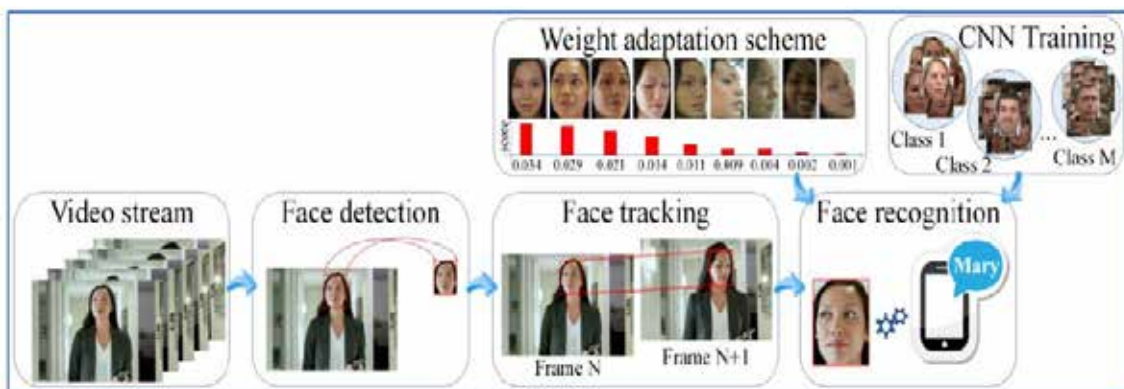 Weight adaptation scheme
score
0.034 0.029 0.021 0.014 0.011 0.009 0.004 0.002 0.001
CNN Training
Class 1
Class 2
...
Class M
Video stream
Face detection
Face tracking
Frame N
Frame N+1
Face recognition
Mary